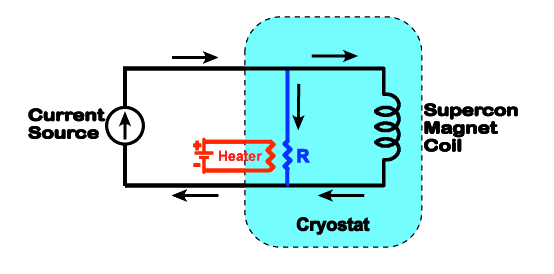 Current
Source
+
-
Heater
R
Supercon
Magnet
Coil
Cryostat